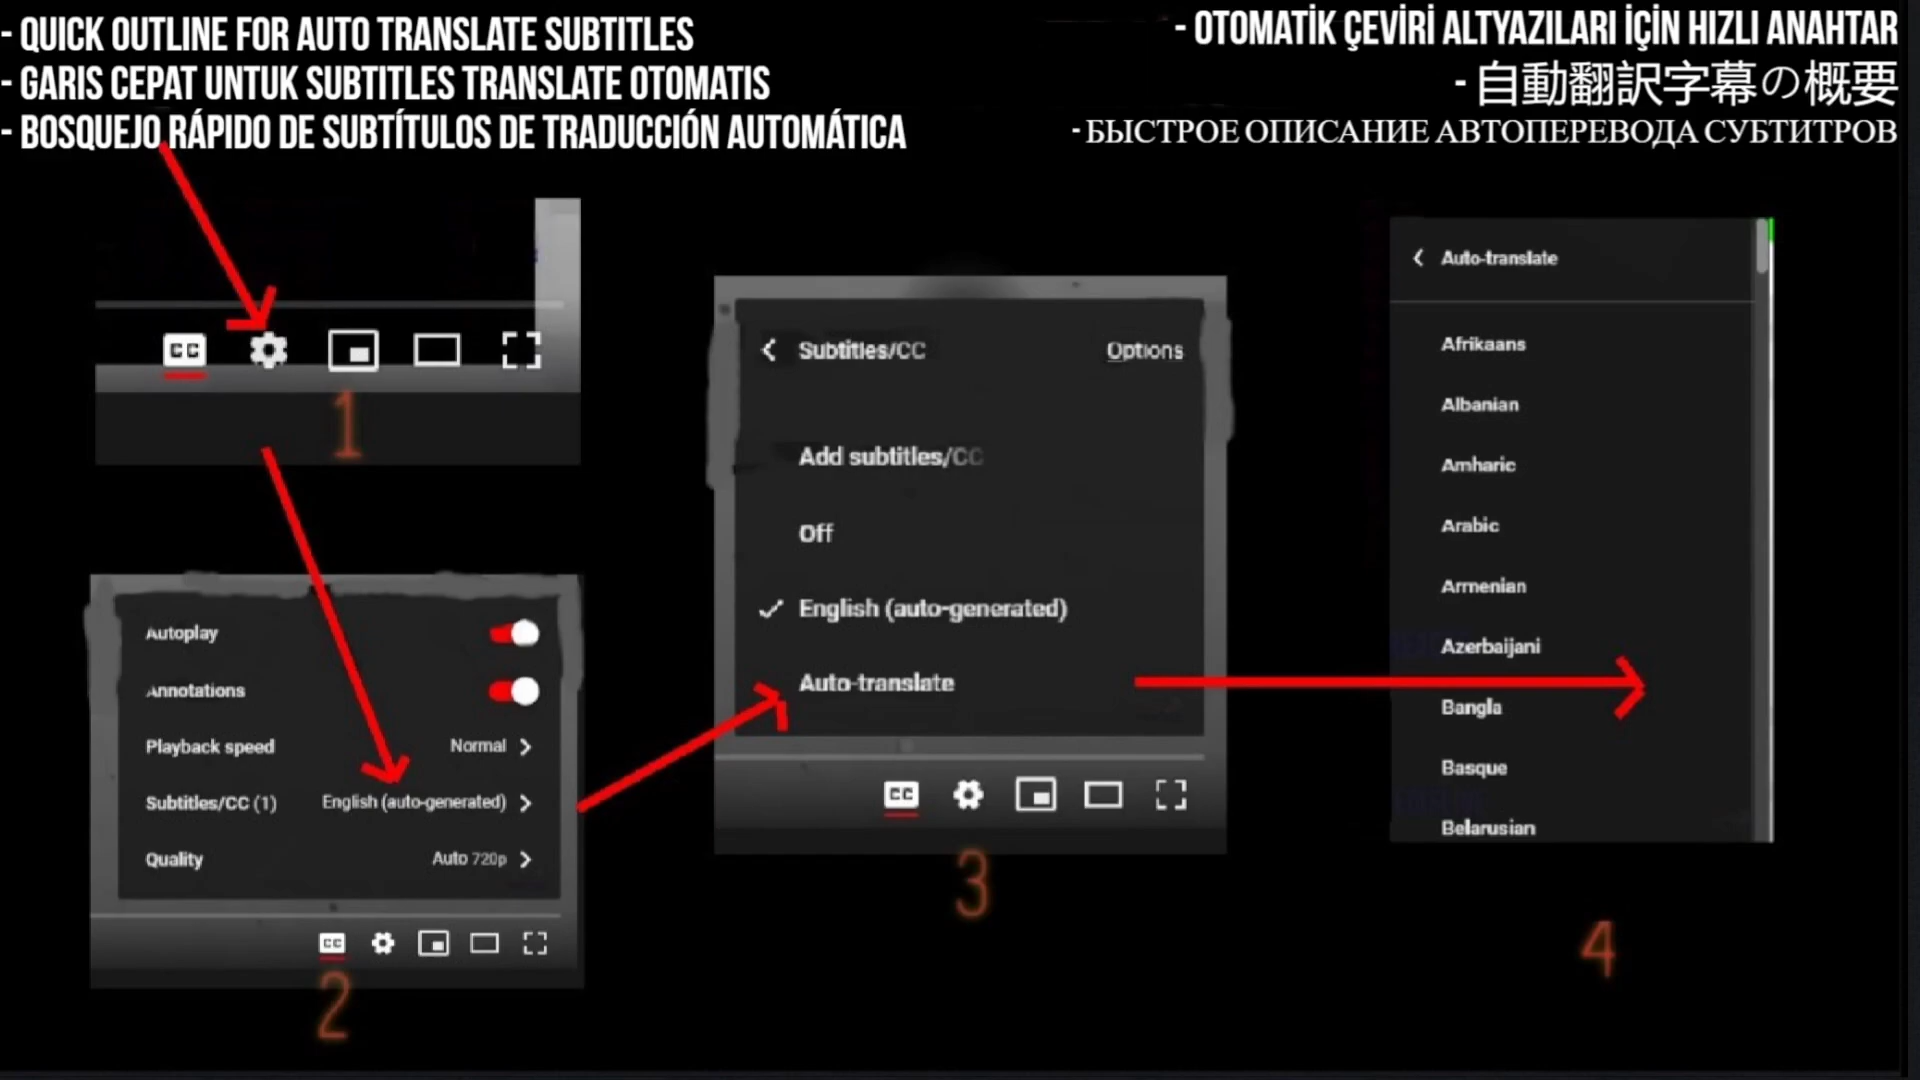 - QUICK OUTLINE FOR AUTO TRANSLATE SUBTITLES
- GARIS CEPAT UNTUK SUBTITLES TRANSLATE OTOMATIS
- BOSQUEJO RÁPIDO DE SUBTÍTULOS DE TRADUCCIÓN AUTOMÁTICA
- OTOMATİK ÇEVİRİ ALTYAZILARI İÇİN HIZLI ANAHTAR
- 自動翻訳字幕の概要
- БЫСТРОЕ ОПИСАНИЕ АВТОПЕРЕВОДА СУБТИТРОВ
CC
1
Autoplay
Annotations
Playback speed Normal
Subtitles/CC (1) English (auto-generated)
Quality Auto 720p
CC
2
Subtitles/CC Options
Add subtitles/CC
Off
English (auto-generated)
Auto-translate
CC
3
Auto-translate
Afrikaans
Albanian
Amharic
Arabic
Armenian
Azerbaijani
Bangla
Basque
Belarusian
4